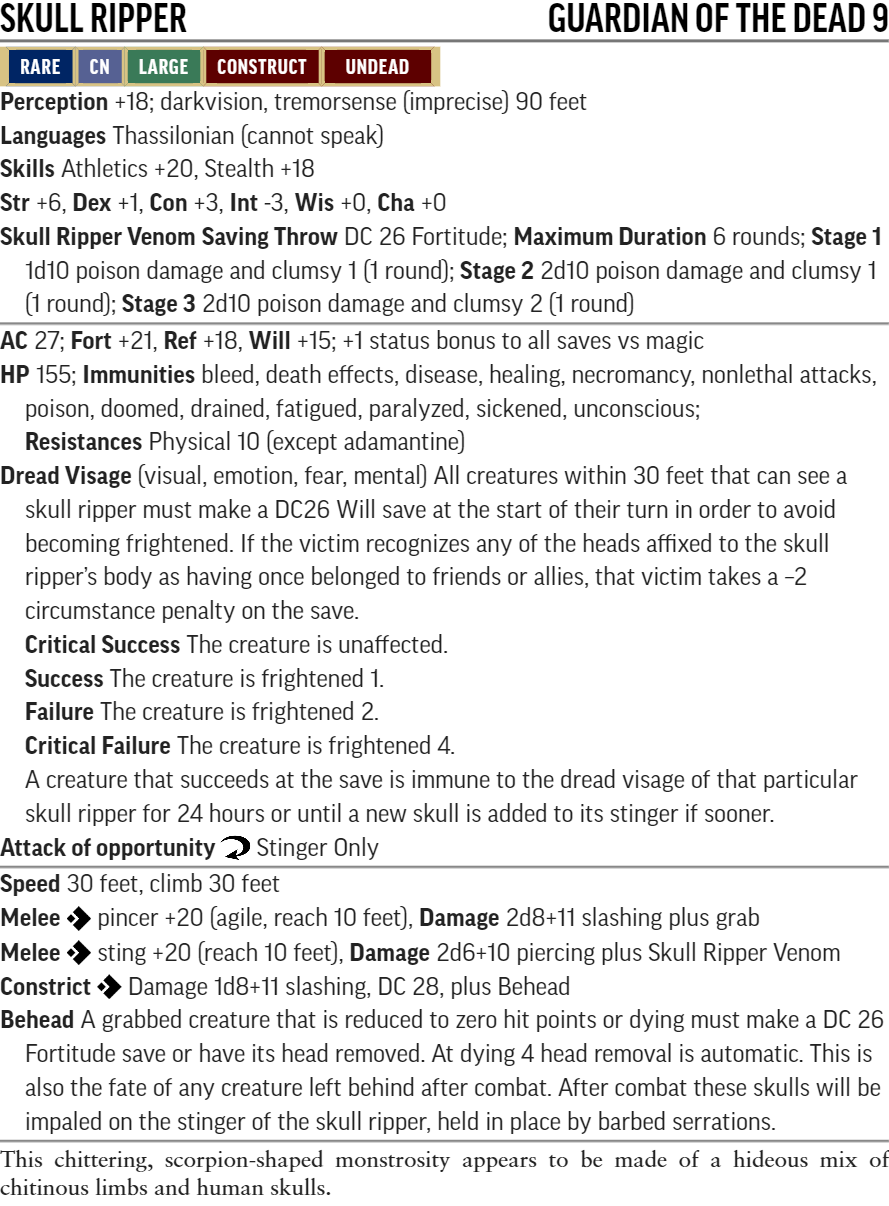 SKULL RIPPER GUARDIAN OF THE DEAD 9
RARE CN LARGE CONSTRUCT UNDEAD
Perception +18; darkvision, tremorsense (imprecise) 90 feet
Languages Thassilonian (cannot speak)
Skills Athletics +20, Stealth +18
Str +6, Dex +1, Con +3, Int -3, Wis +0, Cha +0
Skull Ripper Venom Saving Throw DC 26 Fortitude; Maximum Duration 6 rounds; Stage 1
1d10 poison damage and clumsy 1 (1 round); Stage 2 2d10 poison damage and clumsy 1
(1 round); Stage 3 2d10 poison damage and clumsy 2 (1 round)
AC 27; Fort +21, Ref +18, Will +15; +1 status bonus to all saves vs magic
HP 155; Immunities bleed, death effects, disease, healing, necromancy, nonlethal attacks,
poison, doomed, drained, fatigued, paralyzed, sickened, unconscious;
Resistances Physical 10 (except adamantine)
Dread Visage (visual, emotion, fear, mental) All creatures within 30 feet that can see a
skull ripper must make a DC26 Will save at the start of their turn in order to avoid
becoming frightened. If the victim recognizes any of the heads affixed to the skull
ripper's body as having once belonged to friends or allies, that victim takes a –2
circumstance penalty on the save.
Critical Success The creature is unaffected.
Success The creature is frightened 1.
Failure The creature is frightened 2.
Critical Failure The creature is frightened 4.
A creature that succeeds at the save is immune to the dread visage of that particular
skull ripper for 24 hours or until a new skull is added to its stinger if sooner.
Attack of opportunity Stinger Only
Speed 30 feet, climb 30 feet
Melee pincer +20 (agile, reach 10 feet), Damage 2d8+11 slashing plus grab
Melee sting +20 (reach 10 feet), Damage 2d6+10 piercing plus Skull Ripper Venom
Constrict Damage 1d8+11 slashing, DC 28, plus Behead
Behead A grabbed creature that is reduced to zero hit points or dying must make a DC 26
Fortitude save or have its head removed. At dying 4 head removal is automatic. This is
also the fate of any creature left behind after combat. After combat these skulls will be
impaled on the stinger of the skull ripper, held in place by barbed serrations.
This chittering, scorpion-shaped monstrosity appears to be made of a hideous mix of
chitinous limbs and human skulls.